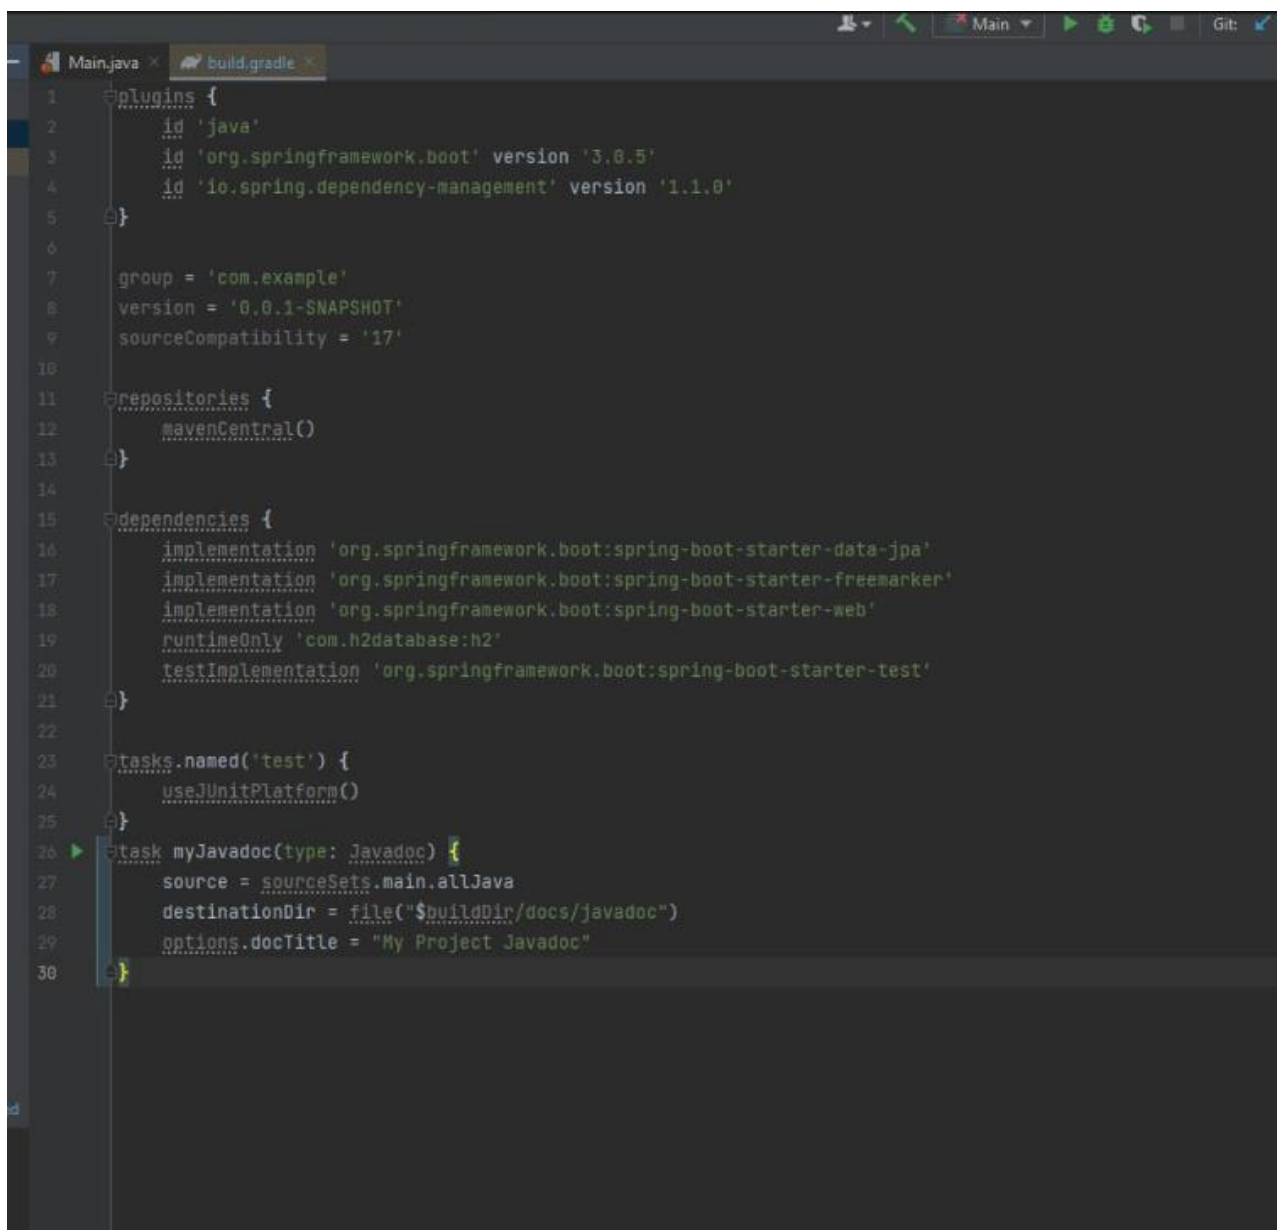 Main
Git:
Main.java
build.gradle
1 plugins {
2 id 'java'
3 id 'org.springframework.boot' version '3.0.5'
4 id 'io.spring.dependency-management' version '1.1.0'
5 }
6
7 group = 'com.example'
8 version = '0.0.1-SNAPSHOT'
9 sourceCompatibility = '17'
10
11 repositories {
12 mavenCentral()
13 }
14
15 dependencies {
16 implementation 'org.springframework.boot:spring-boot-starter-data-jpa'
17 implementation 'org.springframework.boot:spring-boot-starter-freemarker'
18 implementation 'org.springframework.boot:spring-boot-starter-web'
19 runtimeOnly 'com.h2database:h2'
20 testImplementation 'org.springframework.boot:spring-boot-starter-test'
21 }
22
23 tasks.named('test') {
24 useJUnitPlatform()
25 }
26 task myJavadoc(type: Javadoc) {
27 source = sourceSets.main.allJava
28 destinationDir = file("$buildDir/docs/javadoc")
29 options.docTitle = "My Project Javadoc"
30 }